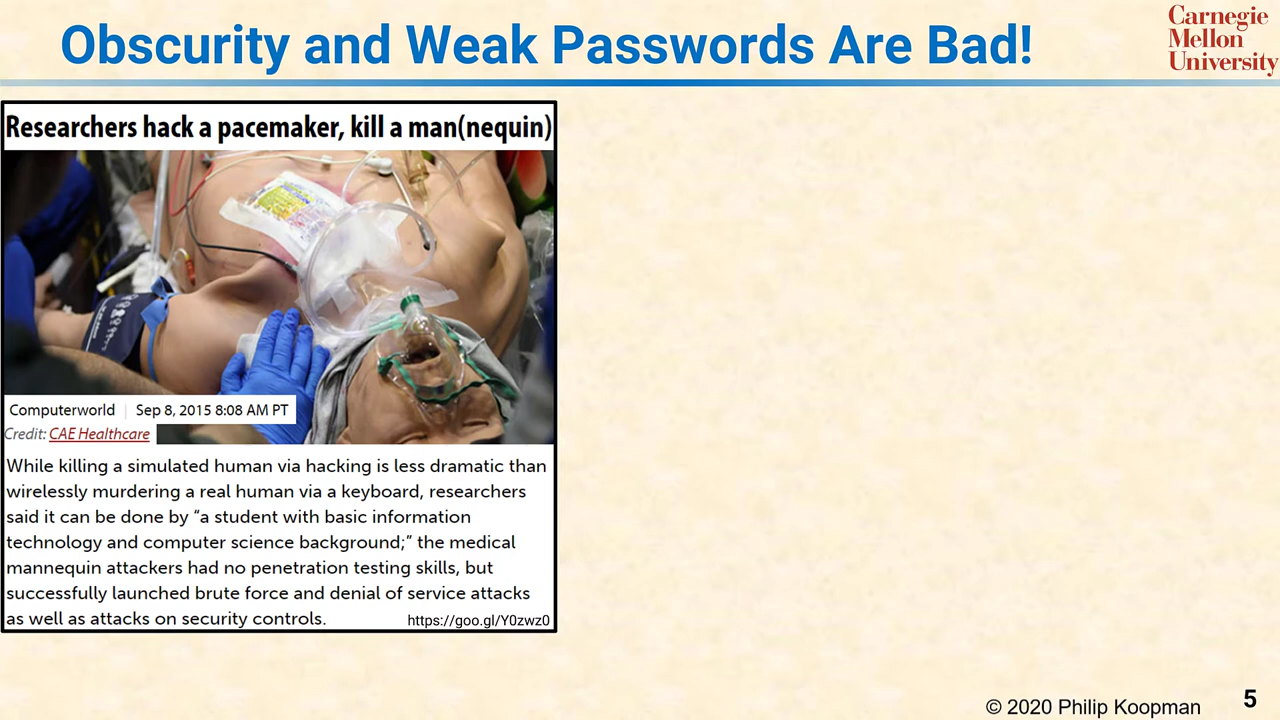 Obscurity and Weak Passwords Are Bad!
Carnegie
Mellon
University
Researchers hack a pacemaker, kill a man(nequin)
Computerworld | Sep 8, 2015 8:08 AM PT
Credit: CAE Healthcare
While killing a simulated human via hacking is less dramatic than
wirelessly murdering a real human via a keyboard, researchers
said it can be done by “a student with basic information
technology and computer science background;” the medical
mannequin attackers had no penetration testing skills, but
successfully launched brute force and denial of service attacks
as well as attacks on security controls.
https://goo.gl/Y0zwz0
© 2020 Philip Koopman
5